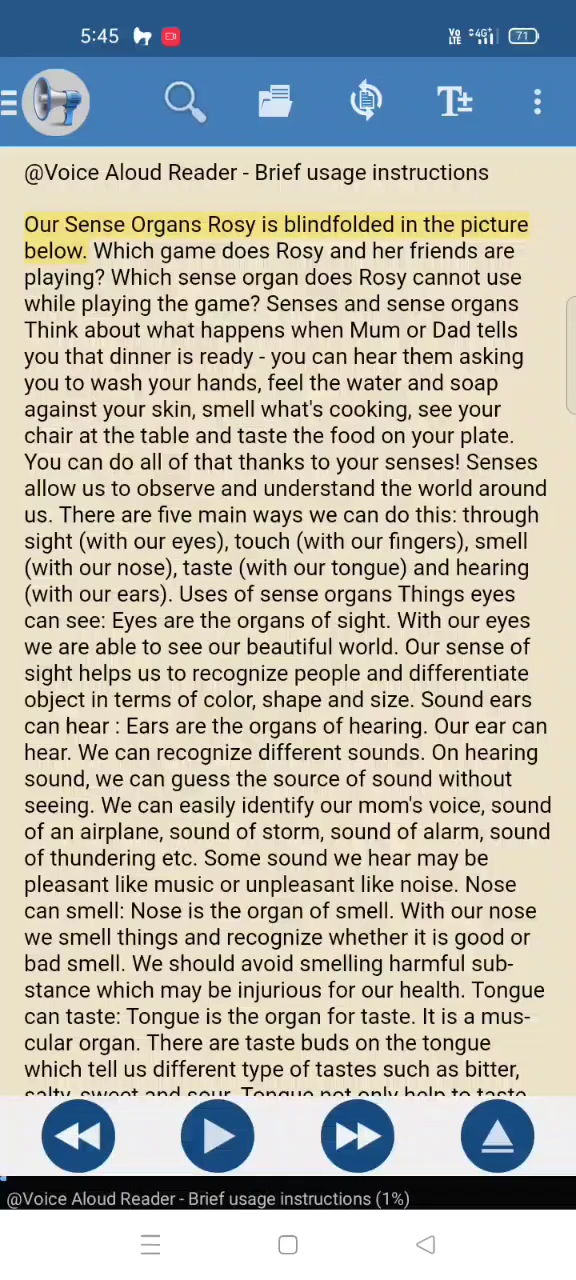 5:45
Vo LTE 4G+ 71
T±
@Voice Aloud Reader - Brief usage instructions
Our Sense Organs Rosy is blindfolded in the picture
below. Which game does Rosy and her friends are
playing? Which sense organ does Rosy cannot use
while playing the game? Senses and sense organs
Think about what happens when Mum or Dad tells
you that dinner is ready - you can hear them asking
you to wash your hands, feel the water and soap
against your skin, smell what's cooking, see your
chair at the table and taste the food on your plate.
You can do all of that thanks to your senses! Senses
allow us to observe and understand the world around
us. There are five main ways we can do this: through
sight (with our eyes), touch (with our fingers), smell
(with our nose), taste (with our tongue) and hearing
(with our ears). Uses of sense organs Things eyes
can see: Eyes are the organs of sight. With our eyes
we are able to see our beautiful world. Our sense of
sight helps us to recognize people and differentiate
object in terms of color, shape and size. Sound ears
can hear : Ears are the organs of hearing. Our ear can
hear. We can recognize different sounds. On hearing
sound, we can guess the source of sound without
seeing. We can easily identify our mom's voice, sound
of an airplane, sound of storm, sound of alarm, sound
of thundering etc. Some sound we hear may be
pleasant like music or unpleasant like noise. Nose
can smell: Nose is the organ of smell. With our nose
we smell things and recognize whether it is good or
bad smell. We should avoid smelling harmful sub-
stance which may be injurious for our health. Tongue
can taste: Tongue is the organ for taste. It is a mus-
cular organ. There are taste buds on the tongue
which tell us different type of tastes such as bitter,
salty, sweet and sour. Tongue not only help to taste
@Voice Aloud Reader - Brief usage instructions (1%)